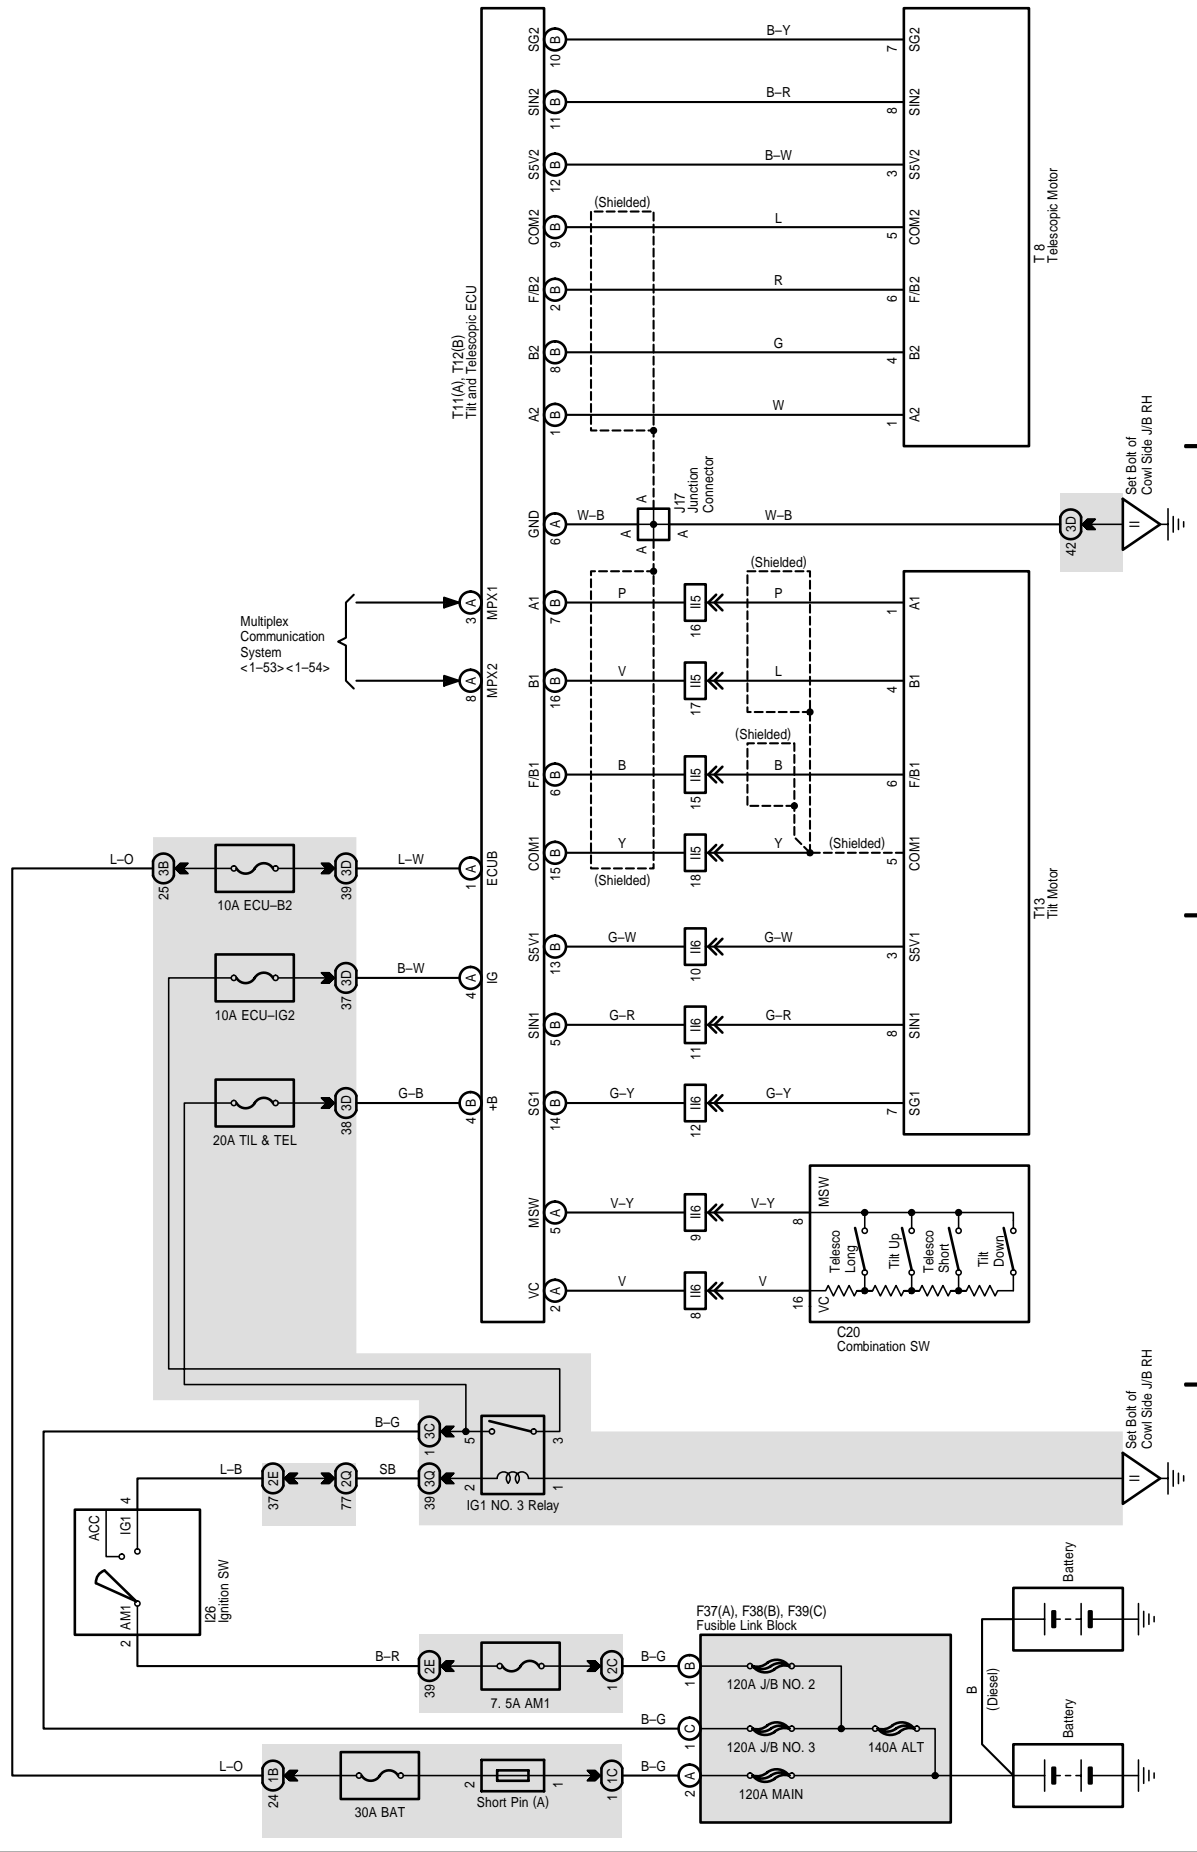 SG2
10
B
B–Y
7
SG2
SIN2
11
B
B–R
8
SIN2
S5V2
12
B
B–W
3
S5V2
(Shielded)
COM2
9
B
L
5
COM2
T 8
Telescopic Motor
F/B2
2
B
R
6
F/B2
T11(A), T12(B)
Tilt and Telescopic ECU
B2
8
B
G
4
B2
A2
1
B
W
1
A2
J17
Junction
Connector
A
A
A
A
GND
6
A
W–B
W–B
42
3D
II
Set Bolt of
Cowl Side J/B RH
(Shielded)
Multiplex
Communication
System
<1–53><1–54>
3
A
MPX1
A1
7
B
P
II5
16
P
1
A1
8
A
MPX2
B1
16
B
V
II5
17
L
4
B1
(Shielded)
F/B1
6
B
B
II5
15
B
6
F/B1
L–O
25
3B
10A ECU–B2
39
3D
L–W
1
A
ECUB
COM1
15
B
Y
II5
18
Y
(Shielded)
5
COM1
(Shielded)
T13
Tilt Motor
10A ECU–IG2
37
3D
B–W
4
A
IG
S5V1
13
B
G–W
II6
10
G–W
3
S5V1
SIN1
5
B
G–R
II6
11
G–R
8
SIN1
20A TIL & TEL
38
3D
G–B
4
B
+B
SG1
14
B
G–Y
II6
12
G–Y
7
SG1
MSW
5
A
V–Y
II6
9
V–Y
8
MSW
Telesco
Long
Tilt Up
Telesco
Short
Tilt
Down
VC
2
A
V
II6
8
V
16
VC
C20
Combination SW
B–G
1
3C
5
3
L–B
37
2E
77
2Q
SB
39
3Q
2
1
IG1 NO. 3 Relay
II
Set Bolt of
Cowl Side J/B RH
ACC
IG1
4
AM1
2
I26
Ignition SW
B–R
39
2E
7. 5A AM1
1
2C
B–G
1
B
F37(A), F38(B), F39(C)
Fusible Link Block
120A J/B NO. 2
B–G
1
C
120A J/B NO. 3
140A ALT
L–O
24
1B
30A BAT
2
Short Pin (A)
1
1
1C
B–G
2
A
120A MAIN
B
(Diesel)
Battery
Battery